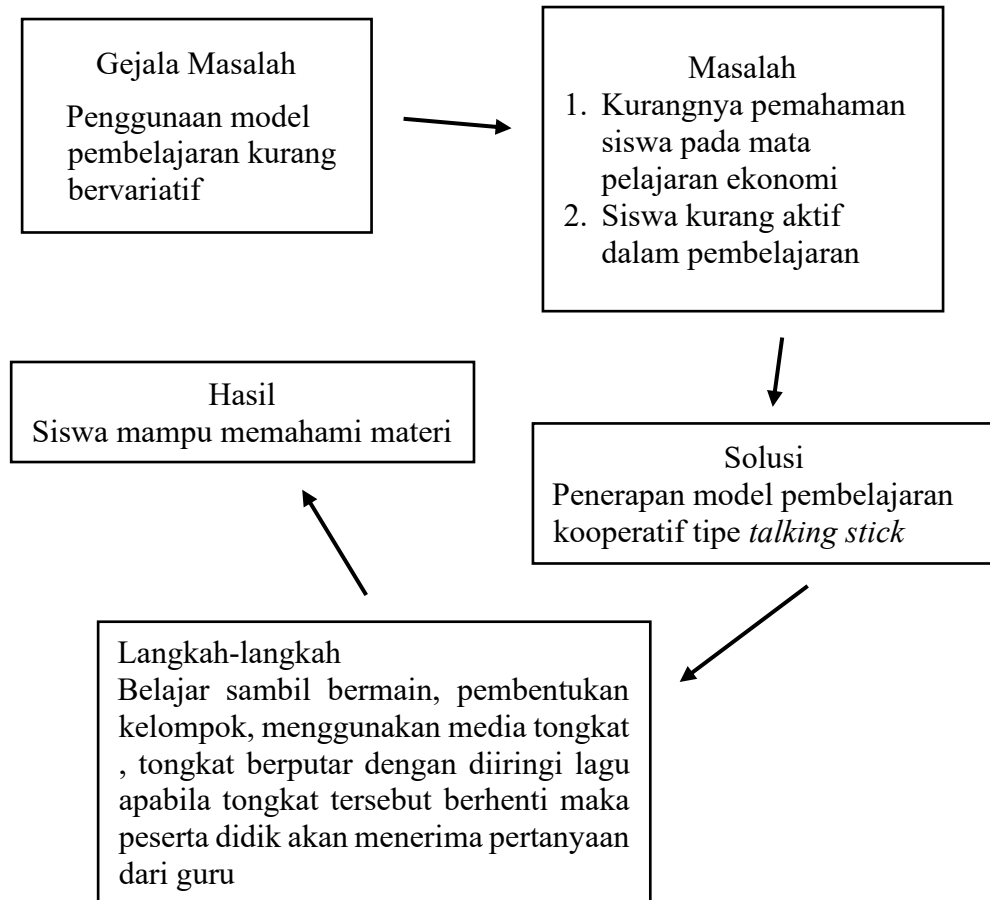 Gejala Masalah
Penggunaan model
pembelajaran kurang
bervariatif
Masalah
1. Kurangnya pemahaman
siswa pada mata
pelajaran ekonomi
2. Siswa kurang aktif
dalam pembelajaran
Solusi
Penerapan model pembelajaran
kooperatif tipe talking stick
Langkah-langkah
Belajar sambil bermain, pembentukan
kelompok, menggunakan media tongkat
, tongkat berputar dengan diiringi lagu
apabila tongkat tersebut berhenti maka
peserta didik akan menerima pertanyaan
dari guru
Hasil
Siswa mampu memahami materi